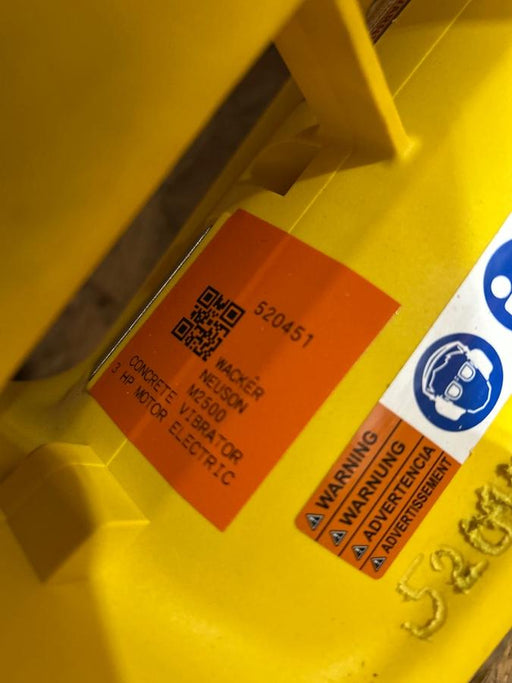 520451
WACKER
NEUSON
M2500
CONCRETE VIBRATOR
3 HP MOTOR ELECTRIC
WARNING
WARNUNG
ADVERTENCIA
ADVERTISSEMENT